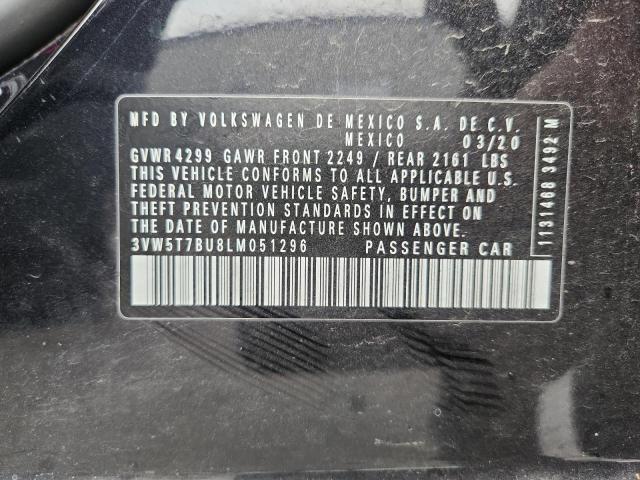 MFD BY VOLKSWAGEN DE MEXICO S.A. DE C.V.
MEXICO 03/20
GVWR 4299 GAWR FRONT 2249 / REAR 2161 LBS
THIS VEHICLE CONFORMS TO ALL APPLICABLE U.S.
FEDERAL MOTOR VEHICLE SAFETY, BUMPER AND
THEFT PREVENTION STANDARDS IN EFFECT ON
THE DATE OF MANUFACTURE SHOWN ABOVE.
3VW5T7BU8LM051296 PASSENGER CAR
1131468 3492 M